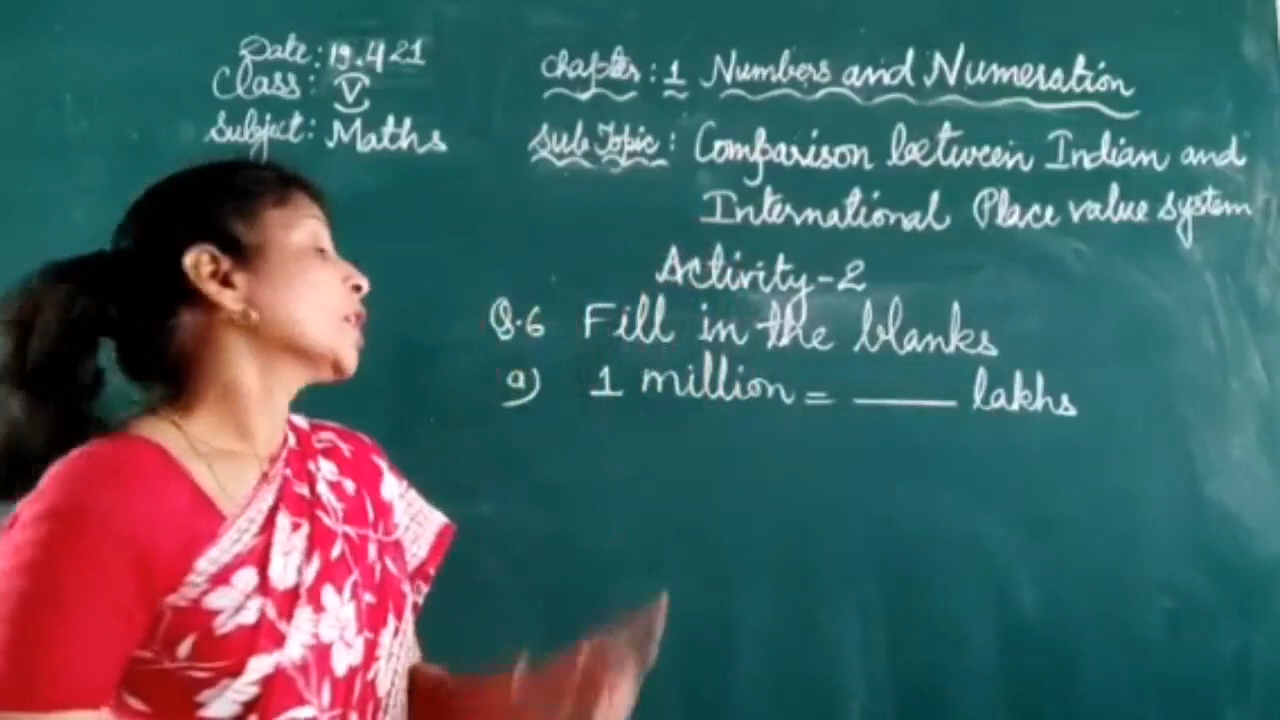 Date: 19.4.21
Class: V
Subject: Maths
Chapter: 1 Numbers and Numeration
Sub Topic: Comparison between Indian and
International Place value system
Activity-2
Q.6 Fill in the blanks
a) 1 million = ____ lakhs